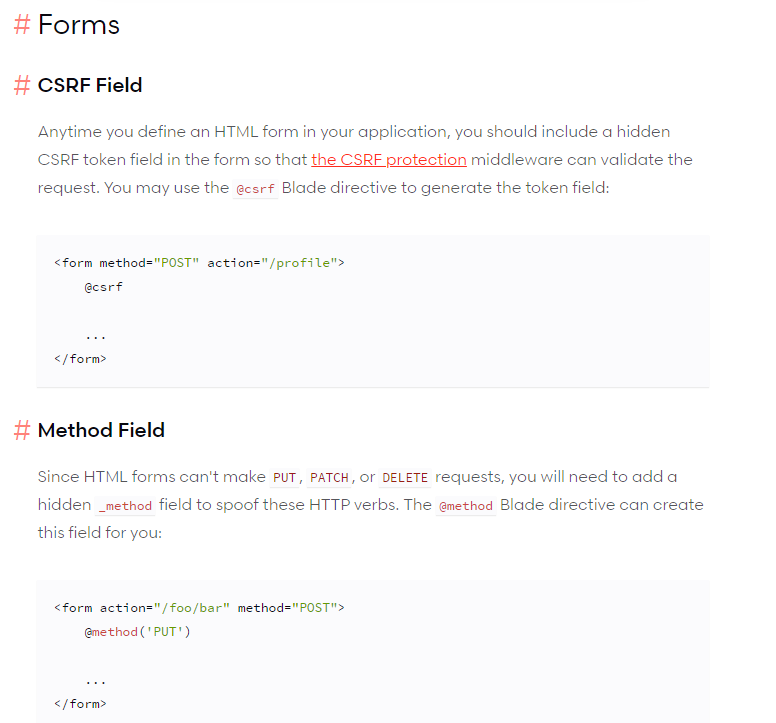 # Forms
# CSRF Field
Anytime you define an HTML form in your application, you should include a hidden
CSRF token field in the form so that the CSRF protection middleware can validate the
request. You may use the @csrf Blade directive to generate the token field:
<form method="POST" action="/profile">
@csrf
...
</form>
# Method Field
Since HTML forms can't make PUT, PATCH, or DELETE requests, you will need to add a
hidden _method field to spoof these HTTP verbs. The @method Blade directive can create
this field for you:
<form action="/foo/bar" method="POST">
@method('PUT')
...
</form>